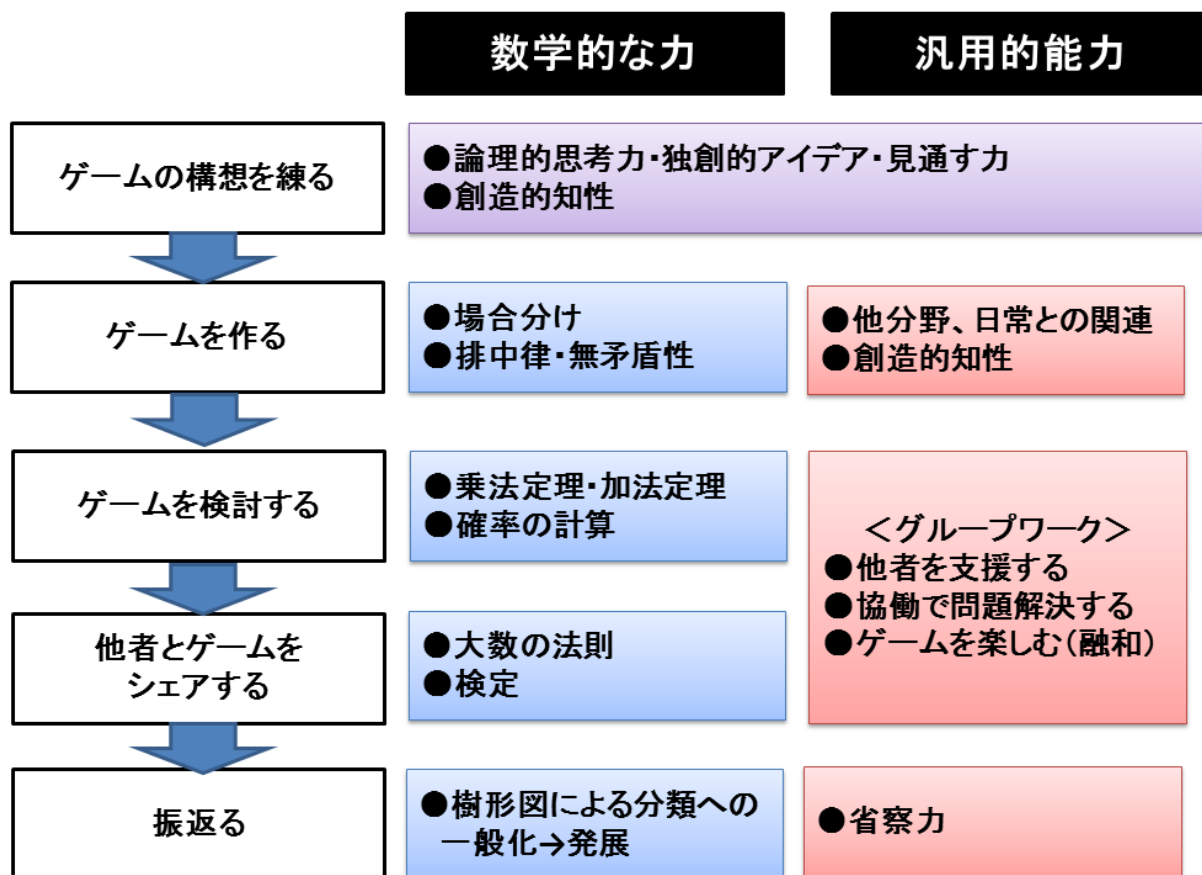 数学的な力
汎用的能力
ゲームの構想を練る
●論理的思考力・独創的アイデア・見通す力
●創造的知性
ゲームを作る
●場合分け
●排中律・無矛盾性
●他分野、日常との関連
●創造的知性
ゲームを検討する
●乗法定理・加法定理
●確率の計算
＜グループワーク＞
●他者を支援する
●協働で問題解決する
●ゲームを楽しむ（融和）
他者とゲームを
シェアする
●大数の法則
●検定
振返る
●樹形図による分類への
一般化→発展
●省察力